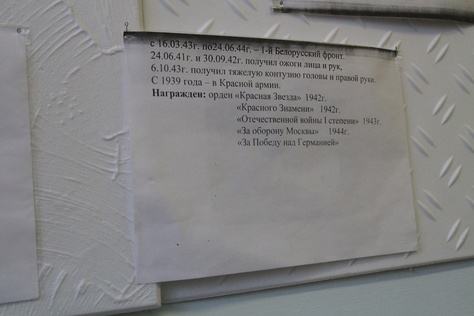 с 16.03.43г. по24.06.44г. – 1-й Белорусский фронт.
24.06.41г. и 30.09.42г. получил ожоги лица и рук.
6.10.43г. получил тяжелую контузию головы и правой руки.
С 1939 года – в Красной армии.
Награжден: орден «Красная Звезда» 1942г.
«Красного Знамени» 1942г.
«Отечественной войны I степени» 1943г.
«За оборону Москвы» 1944г.
«За Победу над Германией»